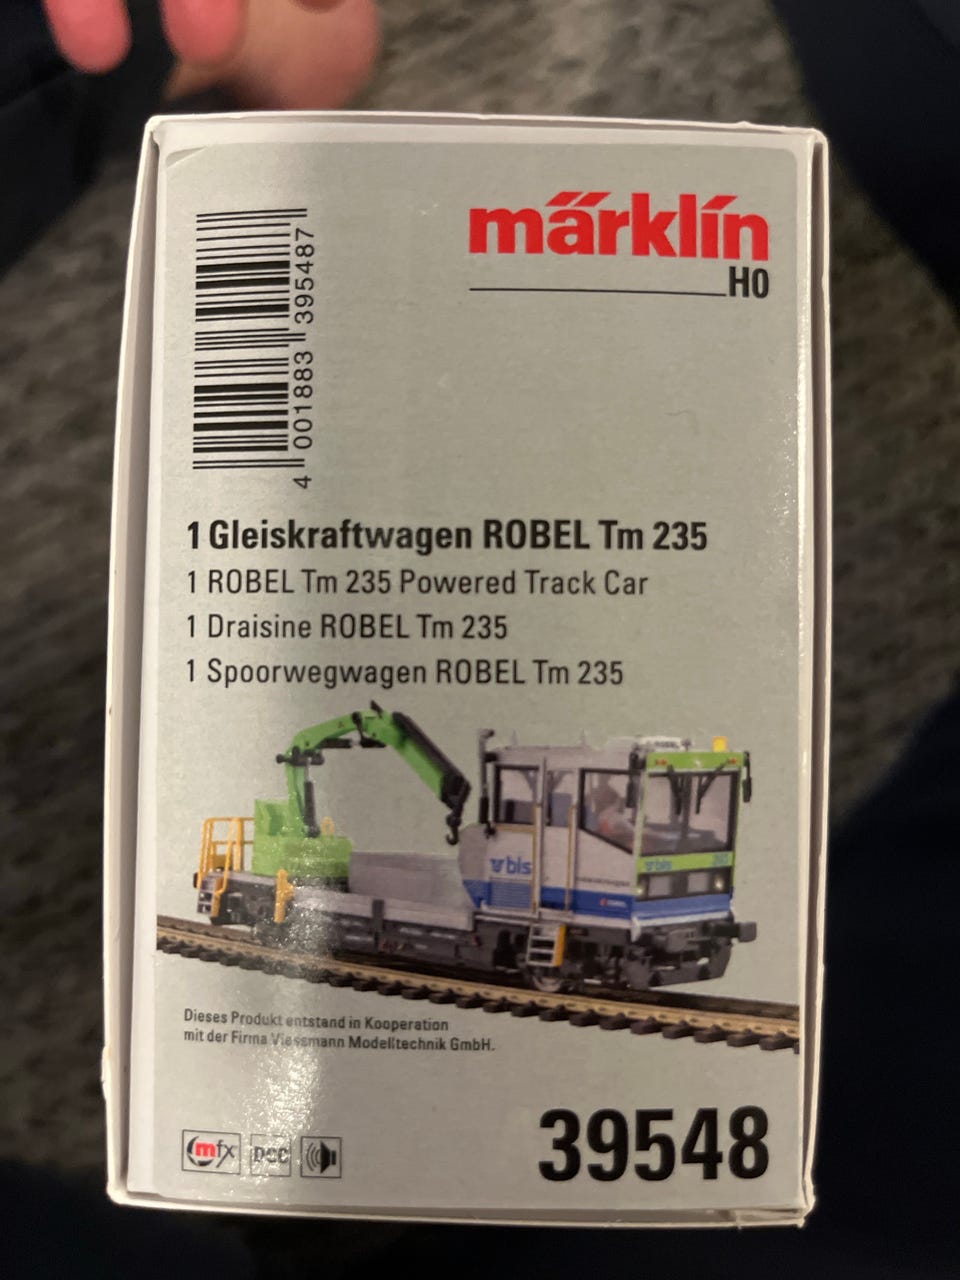 märklin
H0
4 001883 395487
1 Gleiskraftwagen ROBEL Tm 235
1 ROBEL Tm 235 Powered Track Car
1 Draisine ROBEL Tm 235
1 Spoorwegwagen ROBEL Tm 235
bls
bls
Dieses Produkt entstand in Kooperation
mit der Firma Viessmann Modelltechnik GmbH.
mfx DCC
39548